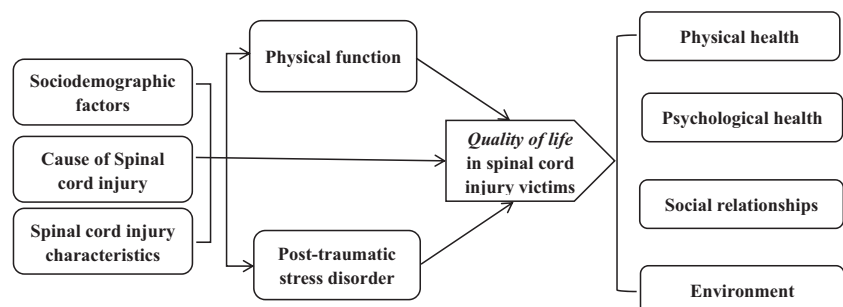 Sociodemographic
factors
Cause of Spinal
cord injury
Spinal cord injury
characteristics
Physical function
Post-traumatic
stress disorder
Quality of life
in spinal cord
injury victims
Physical health
Psychological health
Social relationships
Environment